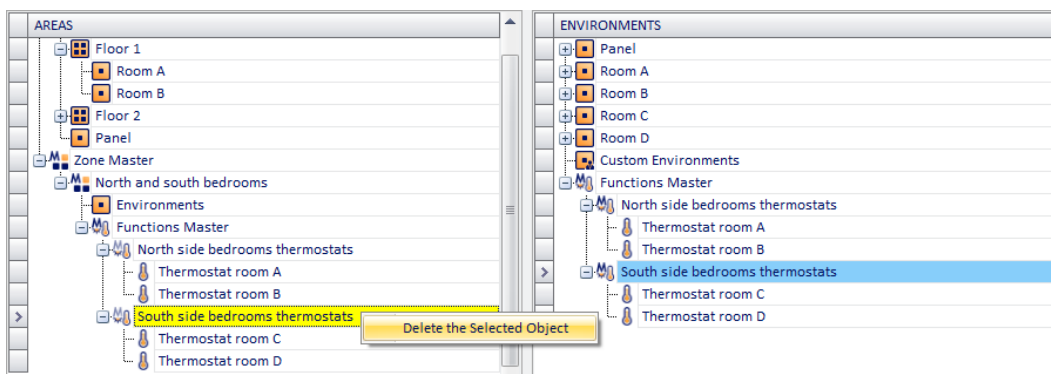 AREAS
Floor 1
Room A
Room B
Floor 2
Panel
Zone Master
North and south bedrooms
Environments
Functions Master
North side bedrooms thermostats
Thermostat room A
Thermostat room B
South side bedrooms thermostats
Delete the Selected Object
Thermostat room C
Thermostat room D
ENVIRONMENTS
Panel
Room A
Room B
Room C
Room D
Custom Environments
Functions Master
North side bedrooms thermostats
Thermostat room A
Thermostat room B
South side bedrooms thermostats
Thermostat room C
Thermostat room D